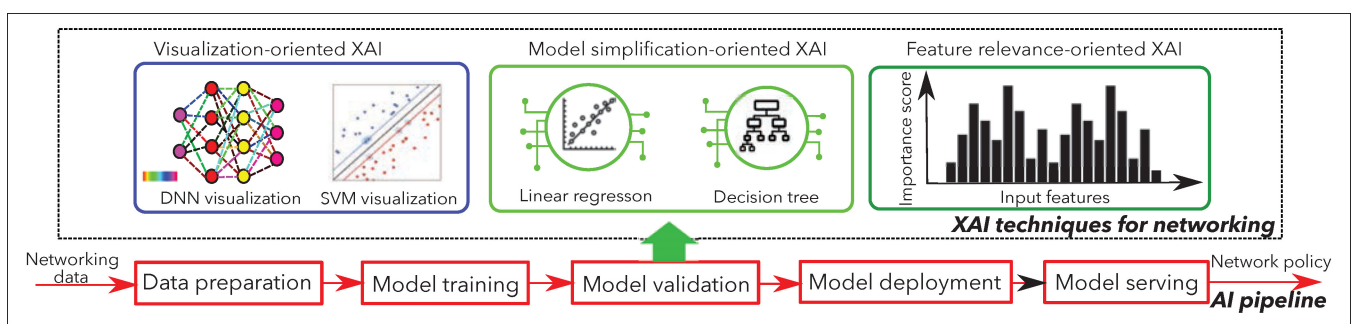 Visualization-oriented XAI
Model simplification-oriented XAI
Feature relevance-oriented XAI
DNN visualization
SVM visualization
Linear regresson
Decision tree
Importance score
Input features
XAI techniques for networking
Networking
data
Data preparation
Model training
Model validation
Model deployment
Model serving
Network policy
AI pipeline